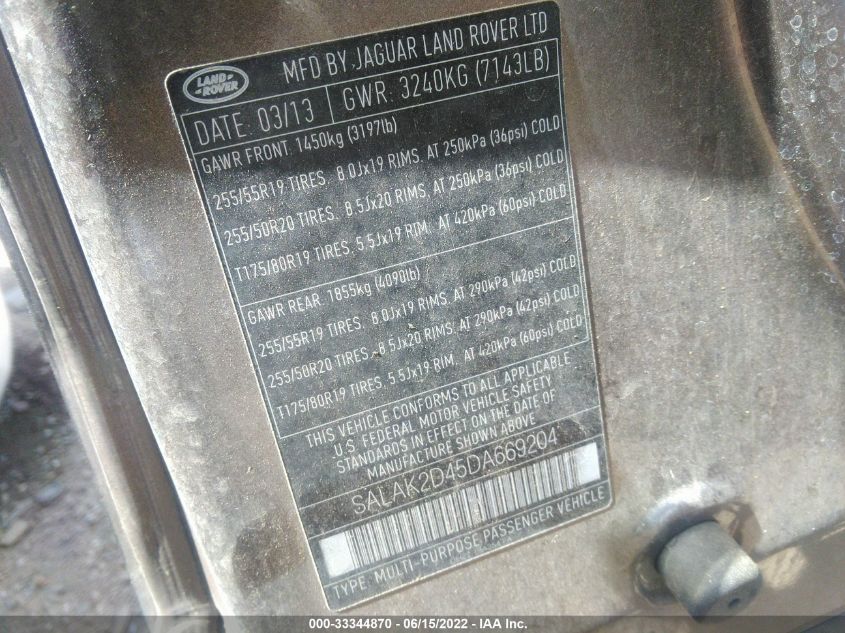 LAND-
-ROVER
MFD BY JAGUAR LAND ROVER LTD
DATE: 03/13 GWR: 3240KG (7143LB)
GAWR FRONT. 1450kg (3197lb)
255/55R19 TIRES. 8.0Jx19 RIMS. AT 250kPa (36psi) COLD
255/50R20 TIRES. 8.5Jx20 RIMS. AT 250kPa (36psi) COLD
T175/80R19 TIRES. 5.5Jx19 RIM. AT 420kPa (60psi) COLD
GAWR REAR. 1855kg (4090lb)
255/55R19 TIRES. 8.0Jx19 RIMS. AT 290kPa (42psi) COLD
255/50R20 TIRES. 8.5Jx20 RIMS. AT 290kPa (42psi) COLD
T175/80R19 TIRES. 5.5Jx19 RIM. AT 420kPa (60psi) COLD
THIS VEHICLE CONFORMS TO ALL APPLICABLE
U.S. FEDERAL MOTOR VEHICLE SAFETY
STANDARDS IN EFFECT ON THE DATE OF
MANUFACTURE SHOWN ABOVE.
SALAK2D45DA669204
TYPE: MULTI-PURPOSE PASSENGER VEHICLE
000-33344870 - 06/15/2022 - IAA Inc.